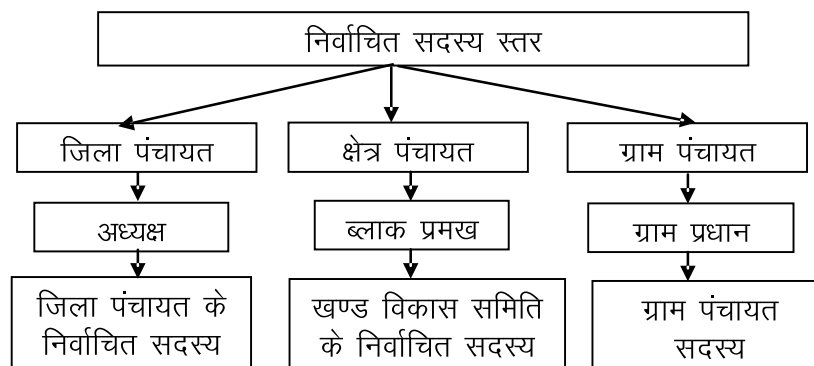 निर्वाचित सदस्य स्तर
जिला पंचायत
क्षेत्र पंचायत
ग्राम पंचायत
अध्यक्ष
ब्लाक प्रमख
ग्राम प्रधान
जिला पंचायत के
निर्वाचित सदस्य
खण्ड विकास समिति
के निर्वाचित सदस्य
ग्राम पंचायत
सदस्य